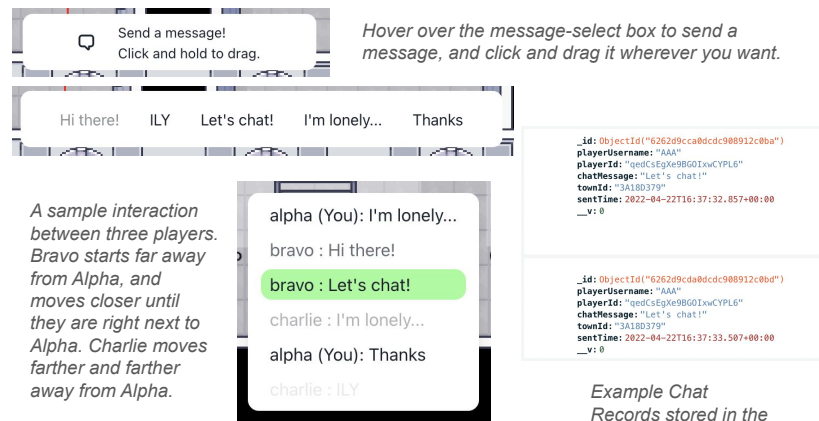 Send a message!
Click and hold to drag.
Hover over the message-select box to send a
message, and click and drag it wherever you want.
Hi there! ILY Let's chat! I'm lonely... Thanks
A sample interaction
between three players.
Bravo starts far away
from Alpha, and
moves closer until
they are right next to
Alpha. Charlie moves
farther and farther
away from Alpha.
alpha (You): I'm lonely...
bravo : Hi there!
bravo : Let's chat!
charlie : I'm lonely...
alpha (You): Thanks
charlie : ILY
_id: ObjectId("6262d9cca0dcdc908912c0ba")
playerUsername: "AAA"
playerId: "qedCsEgXe9BGOIxwCYPL6"
chatMessage: "Let's chat!"
townId: "3A18D379"
sentTime: 2022-04-22T16:37:32.857+00:00
__v: 0
_id: ObjectId("6262d9cda0dcdc908912c0bd")
playerUsername: "AAA"
playerId: "qedCsEgXe9BGOIxwCYPL6"
chatMessage: "Let's chat!"
townId: "3A18D379"
sentTime: 2022-04-22T16:37:33.507+00:00
__v: 0
Example Chat
Records stored in the